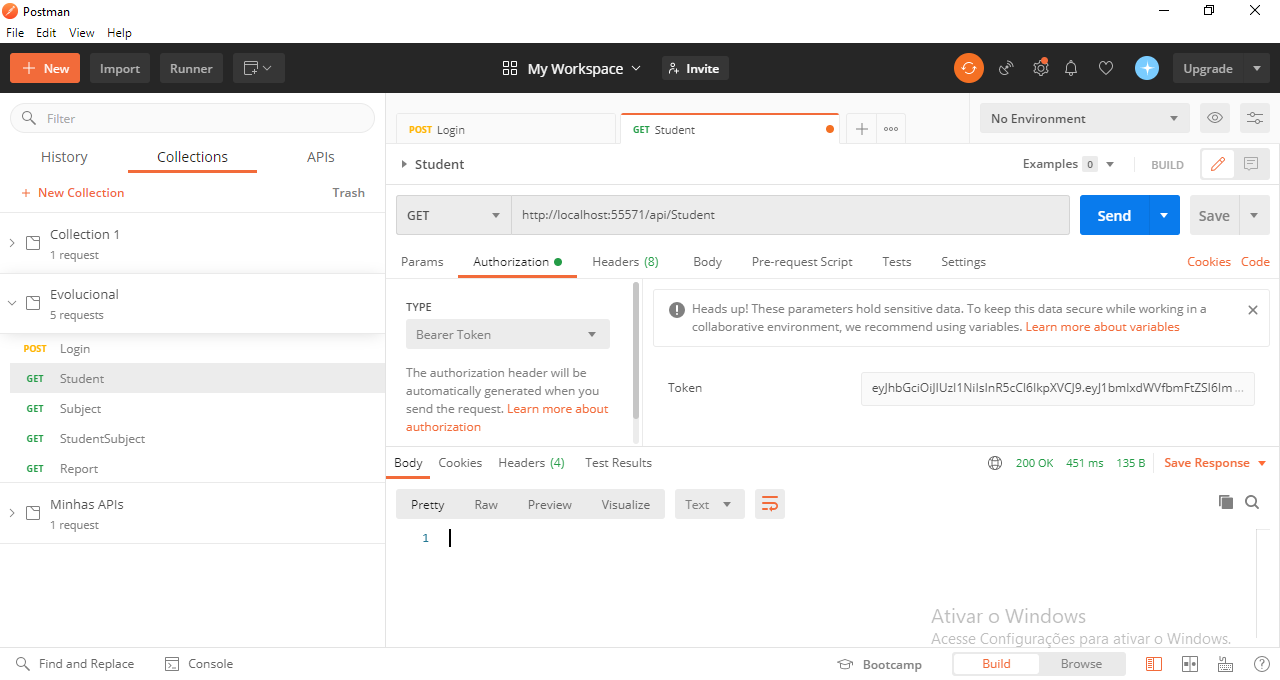 Postman
File Edit View Help
New Import Runner My Workspace Invite Upgrade
Filter
History Collections APIs
New Collection Trash
Collection 1
1 request
Evolucional
5 requests
POST Login
GET Student
GET Subject
GET StudentSubject
GET Report
Minhas APIs
1 request
POST Login GET Student No Environment
Student Examples 0 BUILD
GET http://localhost:55571/api/Student Send Save
Params Authorization Headers (8) Body Pre-request Script Tests Settings Cookies Code
TYPE
Bearer Token
The authorization header will be
automatically generated when you
send the request. Learn more about
authorization
Heads up! These parameters hold sensitive data. To keep this data secure while working in a
collaborative environment, we recommend using variables. Learn more about variables
Token
Body Cookies Headers (4) Test Results 200 OK 451 ms 135 B Save Response
Pretty Raw Preview Visualize Text
1
Ativar o Windows
Acesse Configurações para ativar o Windows.
Find and Replace Console Bootcamp Build Browse